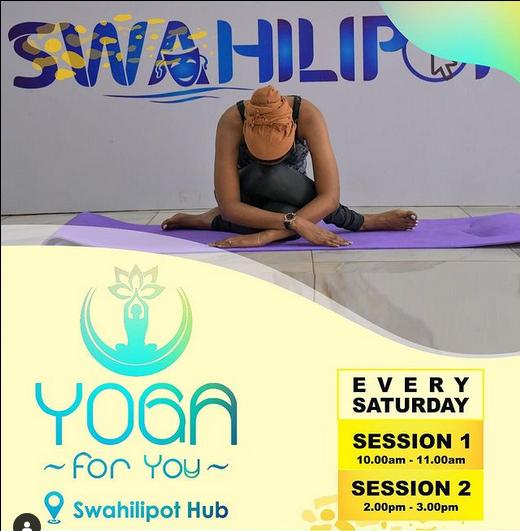 SWAHILIPOT
YOGA
~For You~
Swahilipot Hub
EVERY
SATURDAY
SESSION 1
10.00am - 11.00am
SESSION 2
2.00pm - 3.00pm